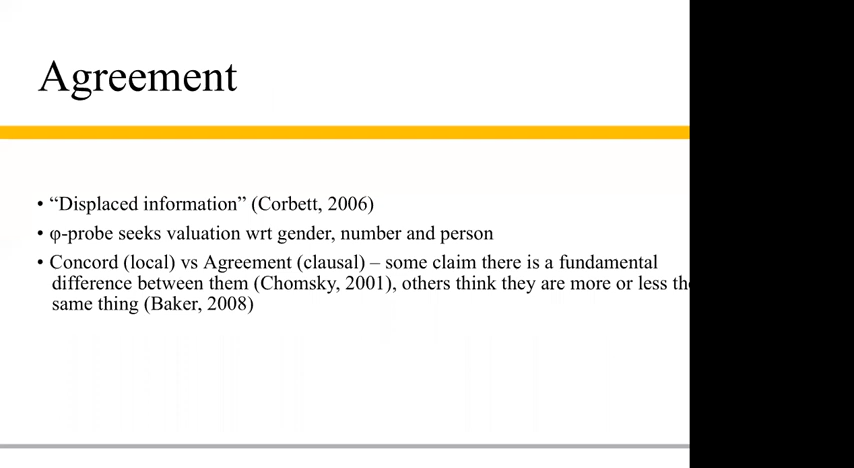 Agreement
• “Displaced information” (Corbett, 2006)
• φ-probe seeks valuation wrt gender, number and person
• Concord (local) vs Agreement (clausal) – some claim there is a fundamental
difference between them (Chomsky, 2001), others think they are more or less the
same thing (Baker, 2008)